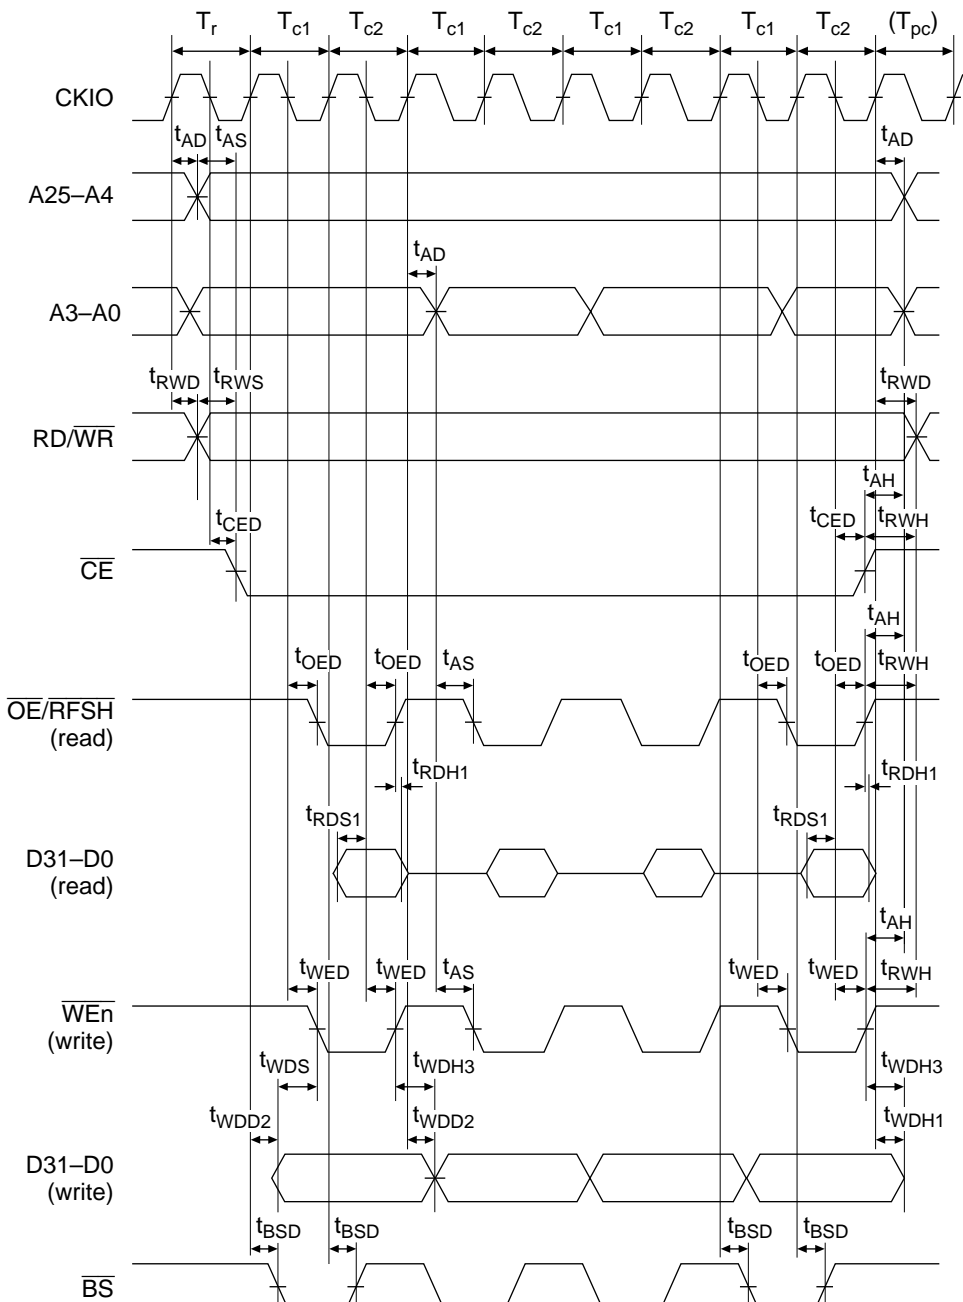 Tr Tc1 Tc2 Tc1 Tc2 Tc1 Tc2 Tc1 Tc2 (Tpc)
CKIO
tAD tAS tAD
A25–A4
tAD
A3–A0
tRWD tRWS tRWD
RD/WR
tAH
tCED tCED tRWH
CE
tAH
tOED tOED tAS tOED tOED tRWH
OE/RFSH
(read)
tRDH1 tRDH1
tRDS1 tRDS1
D31–D0
(read)
tAH
tWED tWED tAS tWED tWED tRWH
WEn
(write)
tWDS tWDH3 tWDH3
tWDD2 tWDD2 tWDH1
D31–D0
(write)
tBSD tBSD tBSD tBSD
BS